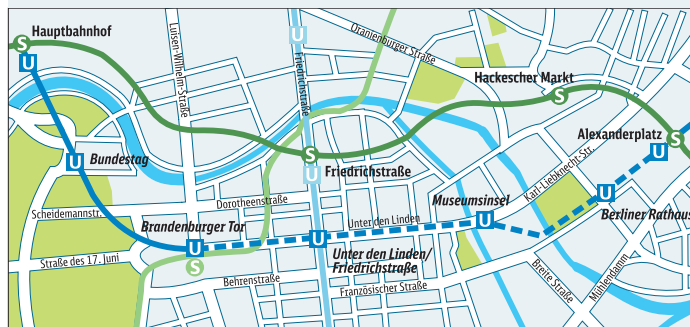 Hauptbahnhof
S
U
Luisen-Wilhelm-Straße
U
Friedrichstraße
Oranienburger Straße
Hackescher Markt
S
Alexanderplatz
S
U
U
Bundestag
S
Friedrichstraße
U
Karl-Liebknecht-Str.
Scheidemannstr.
Dorotheenstraße
Museumsinsel
U
U
Berliner Rathaus
Brandenburger Tor
U
S
Unter den Linden
U
Unter den Linden/
Friedrichstraße
Straße des 17. Juni
Behrenstraße
Französischer Straße
Breite Straße
Mühlendamm